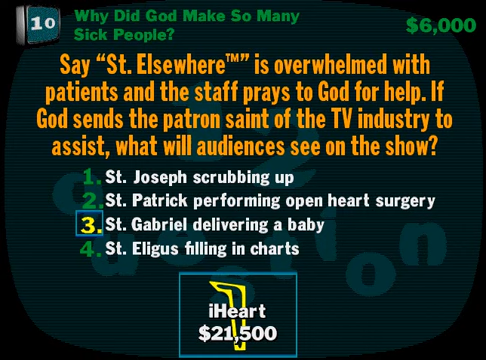 10
Why Did God Make So Many
Sick People?
$6,000
Say “St. Elsewhere™” is overwhelmed with
patients and the staff prays to God for help. If
God sends the patron saint of the TV industry to
assist, what will audiences see on the show?
1. St. Joseph scrubbing up
2. St. Patrick performing open heart surgery
3. St. Gabriel delivering a baby
4. St. Eligus filling in charts
iHeart
$21,500